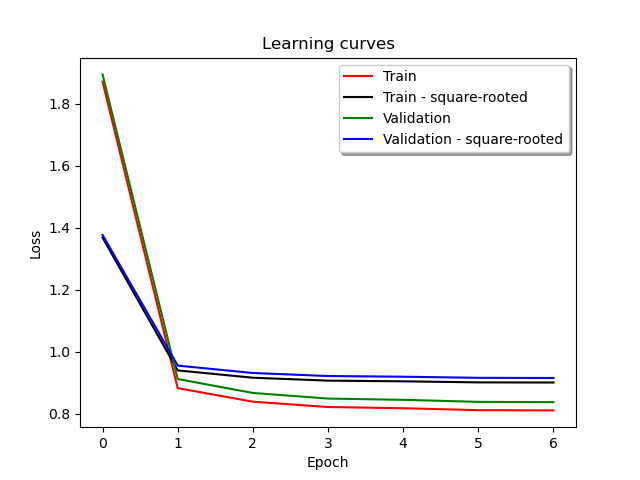 Learning curves
Train
Train - square-rooted
Validation
Validation - square-rooted
1.8
1.6
1.4
1.2
1.0
0.8
Loss
0 1 2 3 4 5 6
Epoch